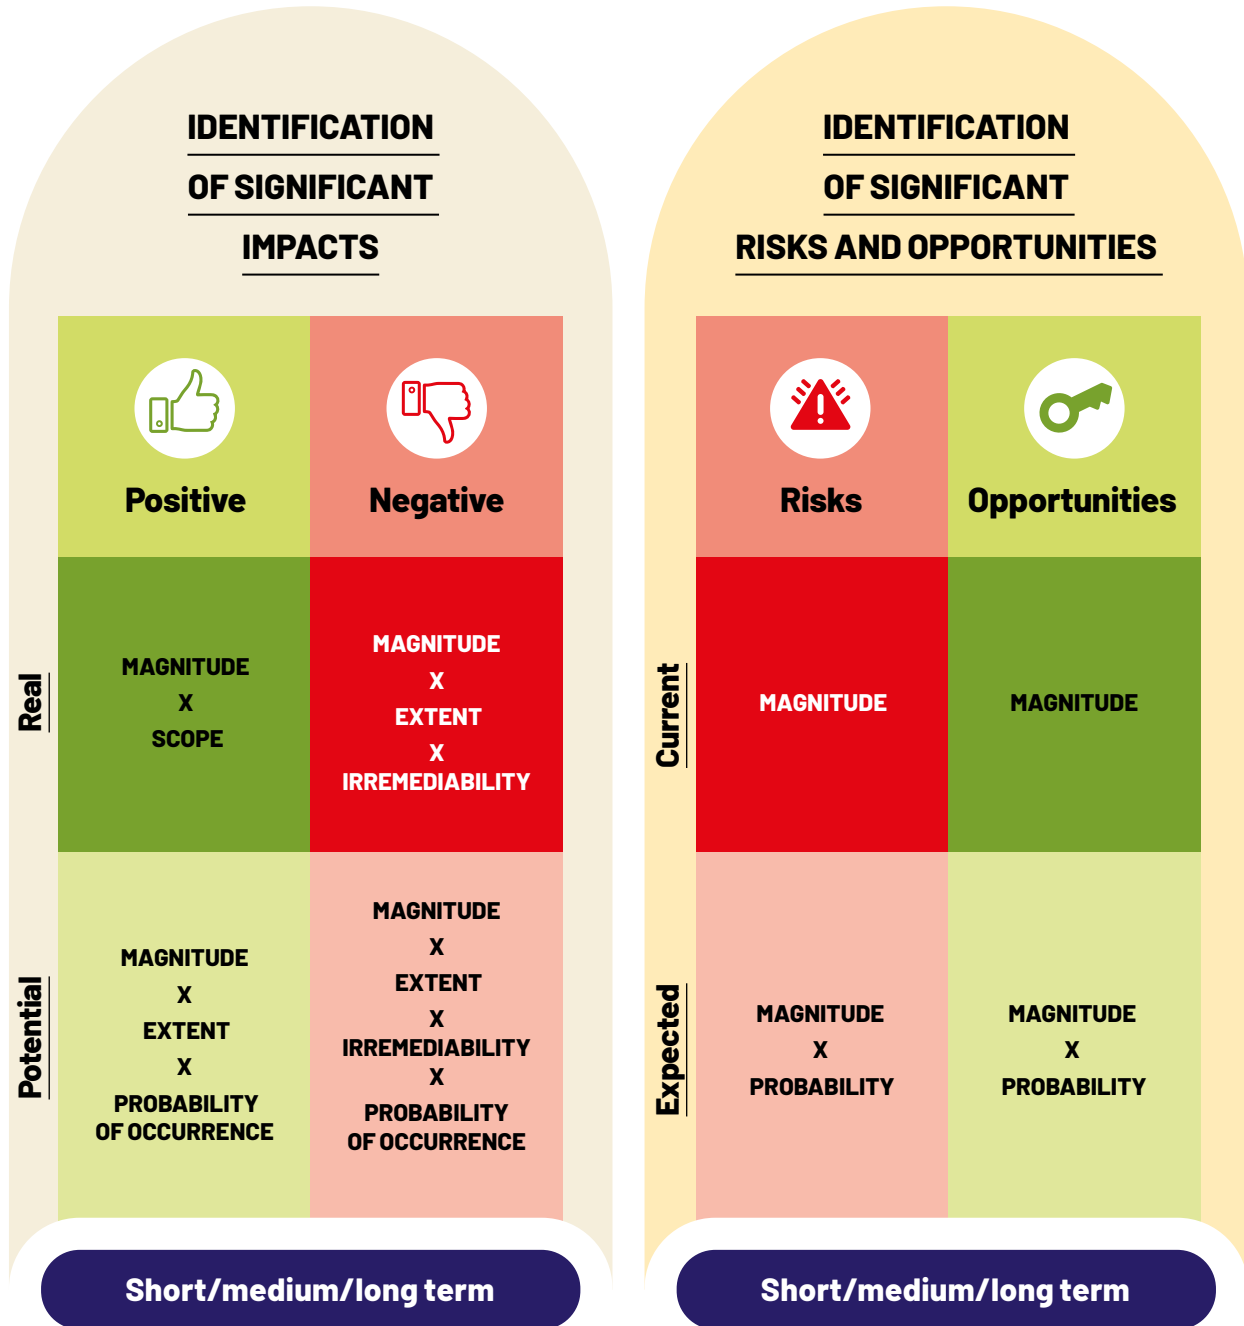 IDENTIFICATION
OF SIGNIFICANT
IMPACTS
Positive
Negative
Real
MAGNITUDE
X
SCOPE
MAGNITUDE
X
EXTENT
X
IRREMEDIABILITY
Potential
MAGNITUDE
X
EXTENT
X
PROBABILITY
OF OCCURRENCE
MAGNITUDE
X
EXTENT
X
IRREMEDIABILITY
X
PROBABILITY
OF OCCURRENCE
Short/medium/long term
IDENTIFICATION
OF SIGNIFICANT
RISKS AND OPPORTUNITIES
Risks
Opportunities
Current
MAGNITUDE
MAGNITUDE
Expected
MAGNITUDE
X
PROBABILITY
MAGNITUDE
X
PROBABILITY
Short/medium/long term